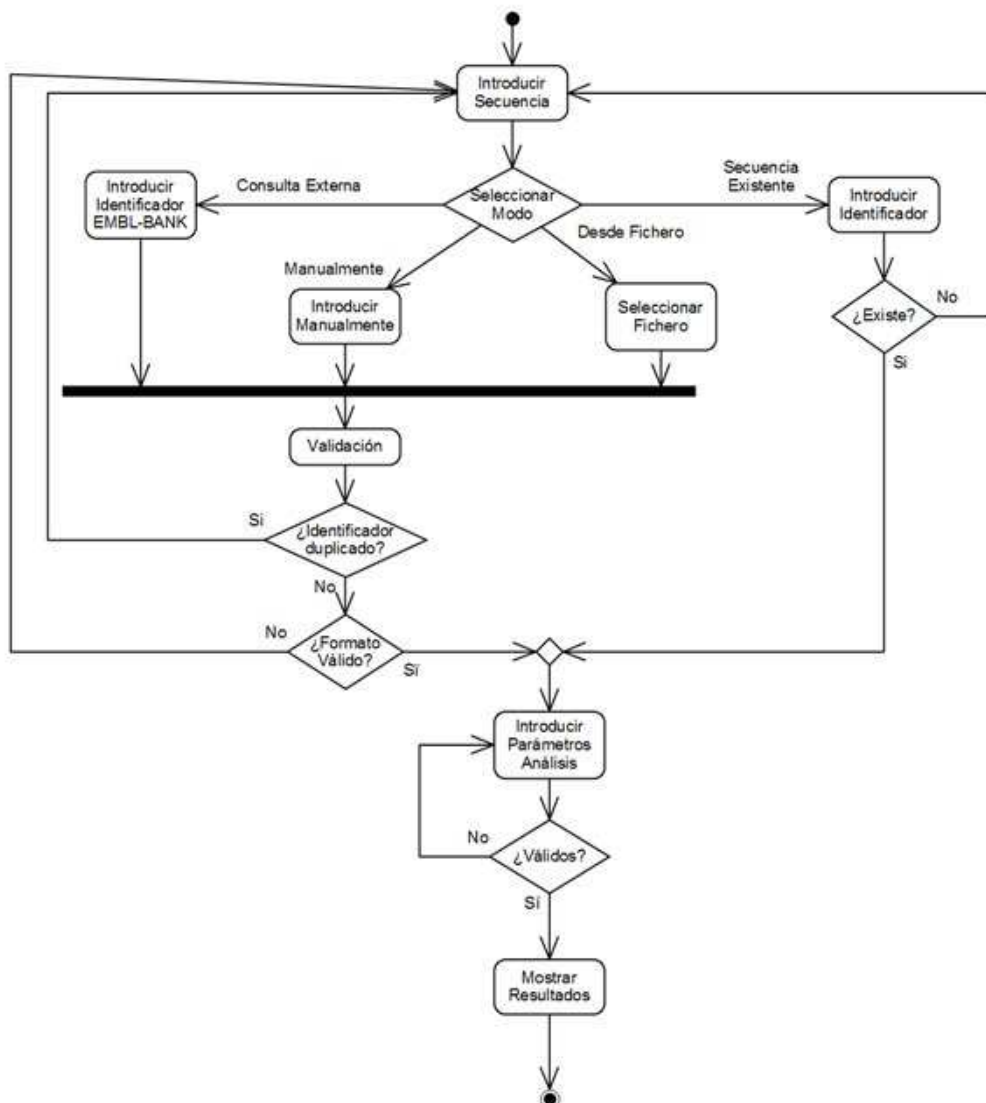 Introducir
Secuencia
Consulta Externa
Secuencia
Existente
Introducir
Identificador
EMBL-BANK
Seleccionar
Modo
Introducir
Identificador
Desde Fichero
Manualmente
Introducir
Manualmente
Seleccionar
Fichero
¿Existe?
No
Si
Validación
Si
¿Identificador
duplicado?
No
No
¿Formato
Válido?
Sí
Introducir
Parámetros
Análisis
No
¿Válidos?
Sí
Mostrar
Resultados